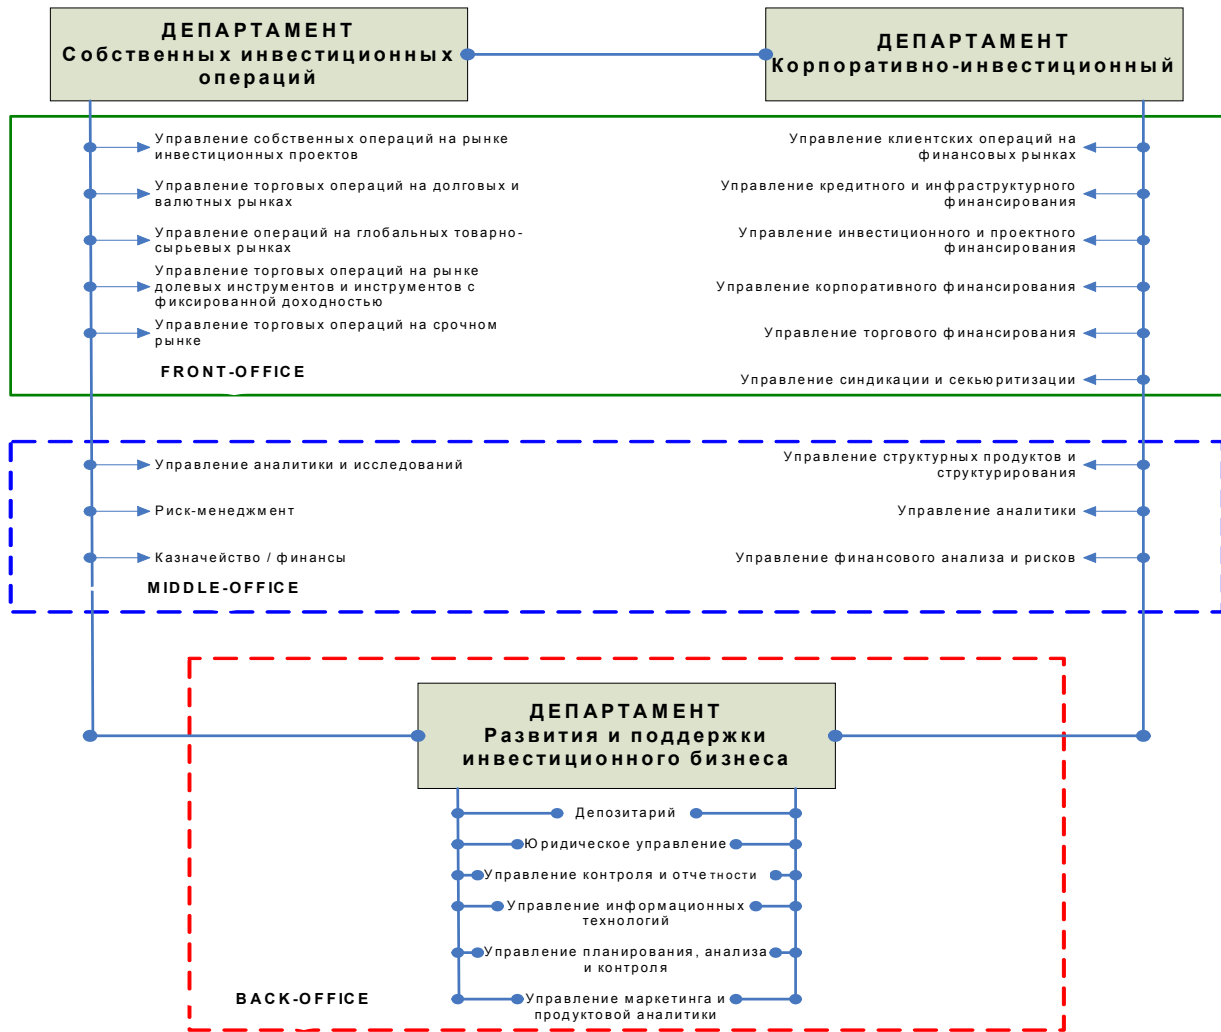 ДЕПАРТАМЕНТ
Собственных инвестиционных
операций
ДЕПАРТАМЕНТ
Корпоративно-инвестиционный
Управление собственных операций на рынке
инвестиционных проектов
Управление торговых операций на долговых и
валютных рынках
Управление операций на глобальных товарно-
сырьевых рынках
Управление торговых операций на рынке
долевых инструментов и инструментов с
фиксированной доходностью
Управление торговых операций на срочном
рынке
FRONT-OFFICE
Управление клиентских операций на
финансовых рынках
Управление кредитного и инфраструктурного
финансирования
Управление инвестиционного и проектного
финансирования
Управление корпоративного финансирования
Управление торгового финансирования
Управление синдикации и секьюритизации
Управление аналитики и исследований
Риск-менеджмент
Казначейство / финансы
MIDDLE-OFFICE
Управление структурных продуктов и
структурирования
Управление аналитики
Управление финансового анализа и рисков
ДЕПАРТАМЕНТ
Развития и поддержки
инвестиционного бизнеса
Депозитарий
Юридическое управление
Управление контроля и отчетности
Управление информационных
технологий
Управление планирования, анализа
и контроля
Управление маркетинга и
продуктовой аналитики
BACK-OFFICE